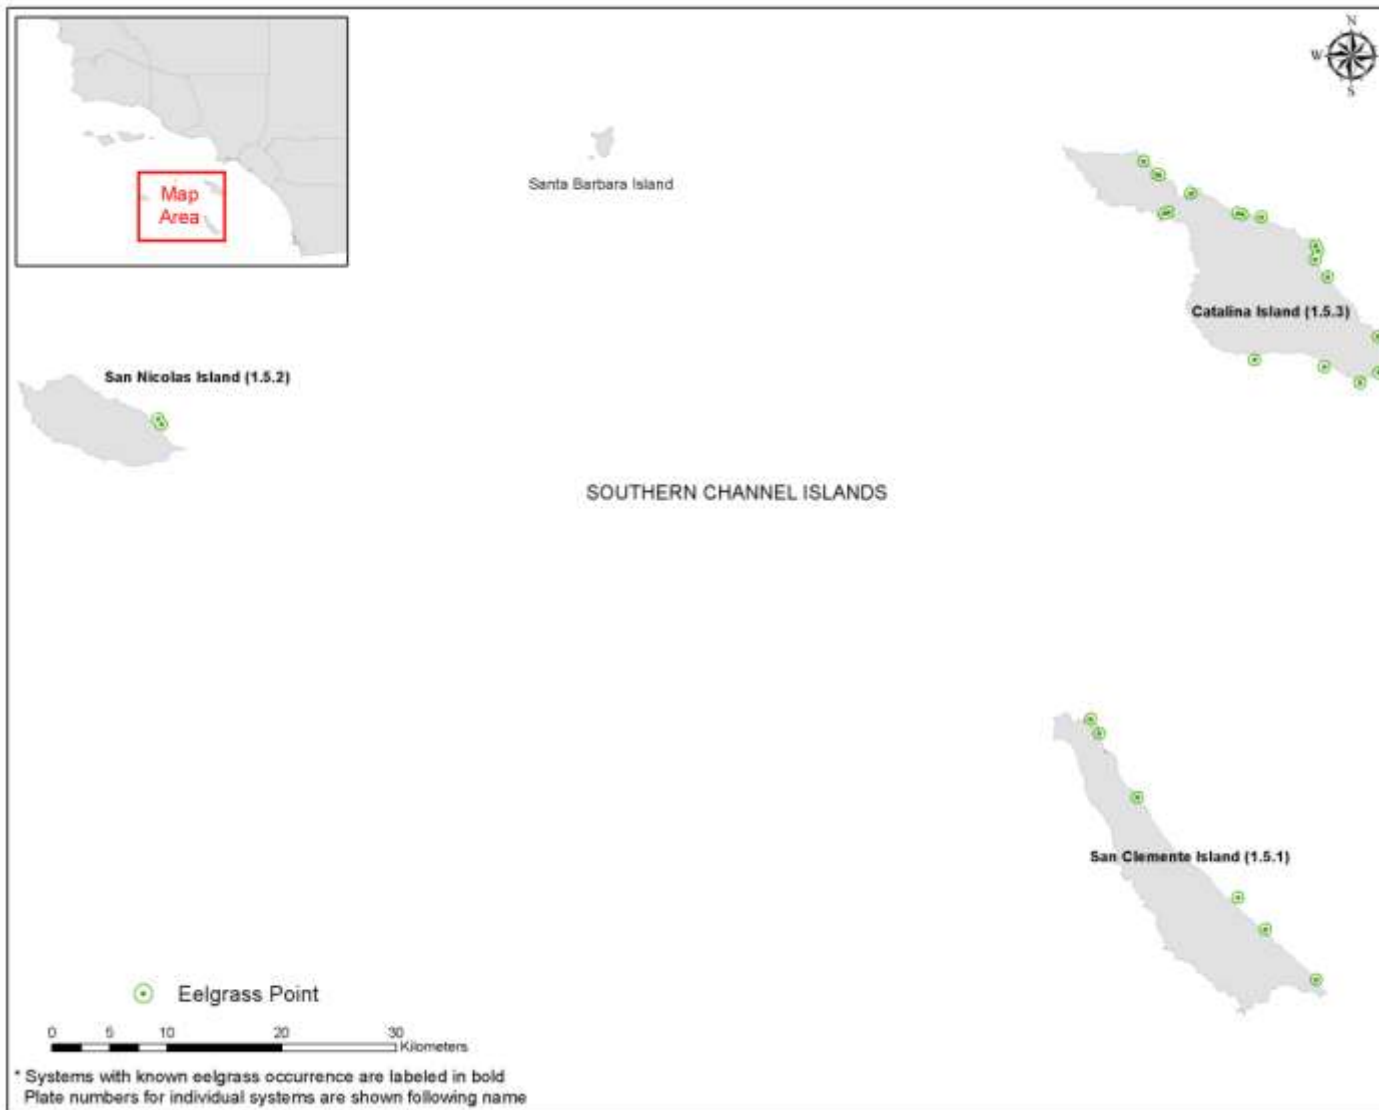 N
W
S
Map
Area
Santa Barbara Island
Catalina Island (1.5.3)
San Nicolas Island (1.5.2)
SOUTHERN CHANNEL ISLANDS
San Clemente Island (1.5.1)
Eelgrass Point
0 5 10 20 30
Kilometers
* Systems with known eelgrass occurrence are labeled in bold
Plate numbers for individual systems are shown following name